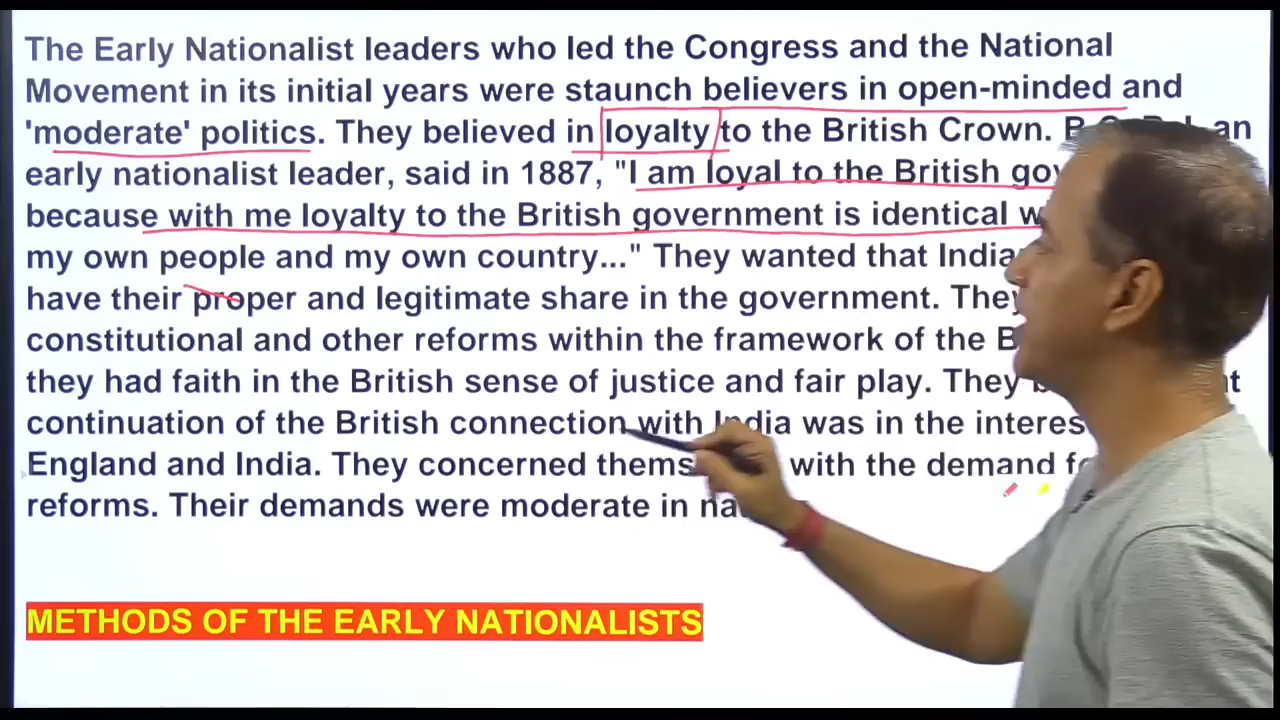 The Early Nationalist leaders who led the Congress and the National
Movement in its initial years were staunch believers in open-minded and
'moderate' politics. They believed in loyalty to the British Crown. an
early nationalist leader, said in 1887, "I am loyal to the British
because with me loyalty to the British government is identical
my own people and my own country..." They wanted that
have their proper and legitimate share in the government. They
constitutional and other reforms within the framework of the
they had faith in the British sense of justice and fair play. They
continuation of the British connection with India was in the
England and India. They concerned with the demand
reforms. Their demands were moderate in
METHODS OF THE EARLY NATIONALISTS